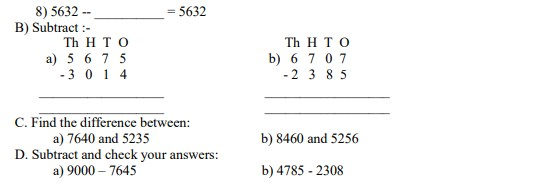 8) 5632 -- ____________ = 5632
B) Subtract :-
Th H T O Th H T O
a) 5 6 7 5 b) 6 7 0 7
- 3 0 1 4 - 2 3 8 5
C. Find the difference between:
a) 7640 and 5235 b) 8460 and 5256
D. Subtract and check your answers:
a) 9000 – 7645 b) 4785 - 2308